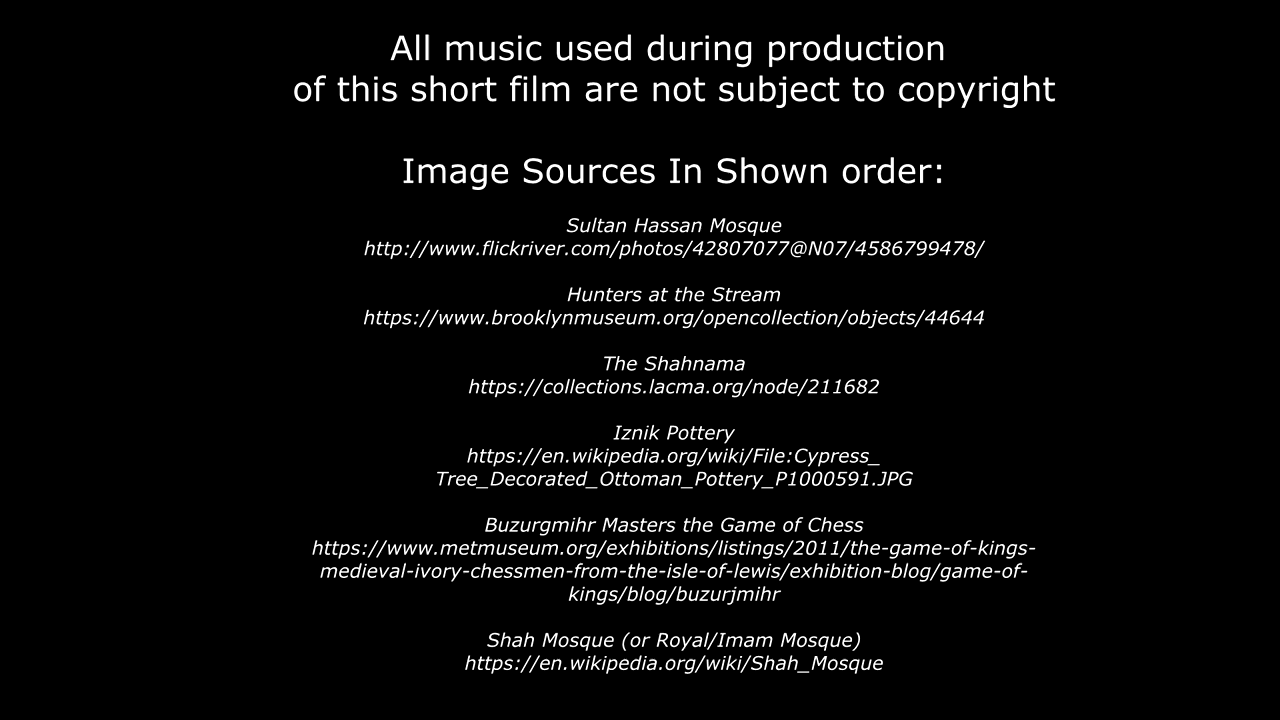 All music used during production
of this short film are not subject to copyright
Image Sources In Shown order:
Sultan Hassan Mosque
http://www.flickriver.com/photos/42807077@N07/4586799478/
Hunters at the Stream
https://www.brooklynmuseum.org/opencollection/objects/44644
The Shahnama
https://collections.lacma.org/node/211682
Iznik Pottery
https://en.wikipedia.org/wiki/File:Cypress_
Tree_Decorated_Ottoman_Pottery_P1000591.JPG
Buzurgmihr Masters the Game of Chess
https://www.metmuseum.org/exhibitions/listings/2011/the-game-of-kings-
medieval-ivory-chessmen-from-the-isle-of-lewis/exhibition-blog/game-of-
kings/blog/buzurjmihr
Shah Mosque (or Royal/Imam Mosque)
https://en.wikipedia.org/wiki/Shah_Mosque